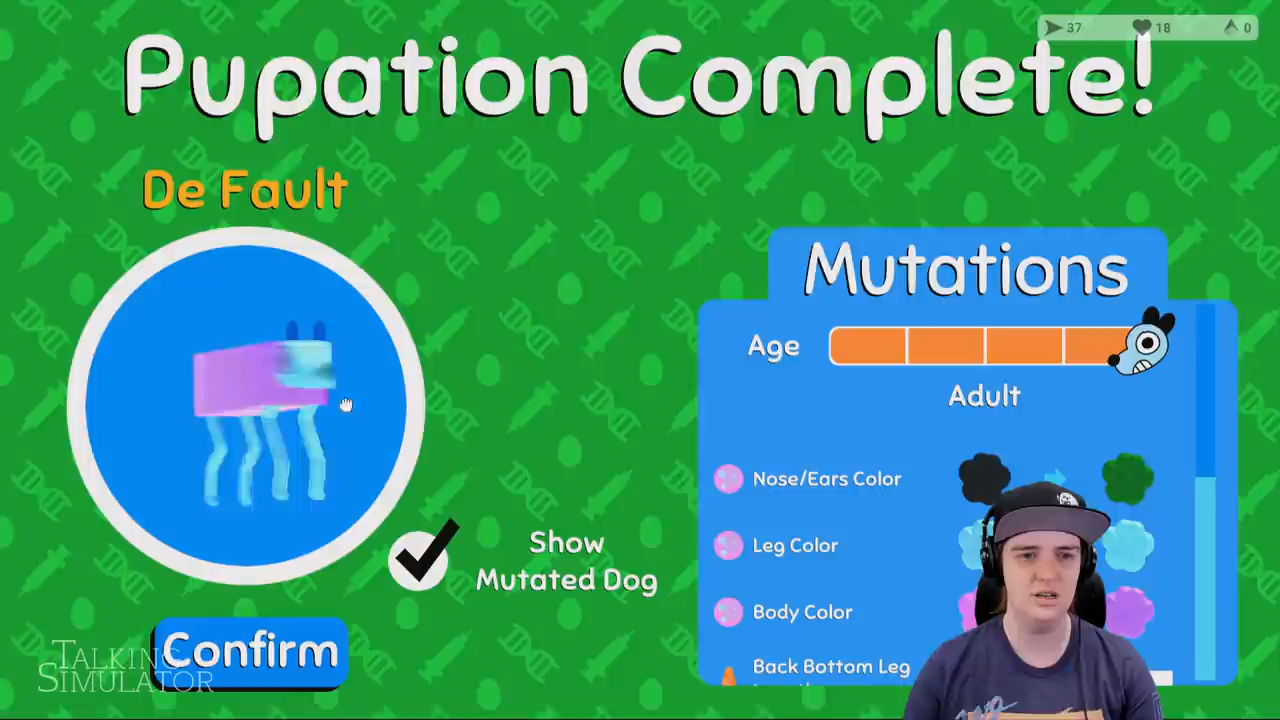 37 18 0
Pupation Complete!
De Fault
Mutations
Age
Adult
Nose/Ears Color
Leg Color
Body Color
Back Bottom Leg
Show
Mutated Dog
Confirm
TALKING
SIMULATOR